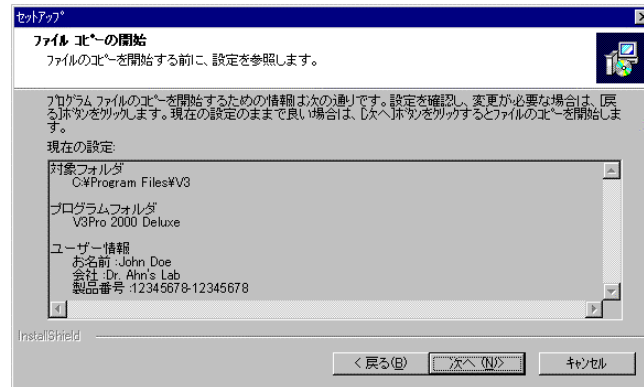 セットアップ
ファイル コピーの開始
ファイルのコピーを開始する前に、設定を参照します。
プログラム ファイルのコピーを開始するための情報は次の通りです。設定を確認し、変更が必要な場合は、[戻
る]ボタンをクリックします。現在の設定のままで良い場合は、[次へ]ボタンをクリックするとファイルのコピーを開始しま
す。
現在の設定:
対象フォルダ
C:¥Program Files¥V3
プログラムフォルダ
V3Pro 2000 Deluxe
ユーザー情報
お名前 :John Doe
会社 :Dr. Ahn's Lab
製品番号 :12345678-12345678
InstallShield
< 戻る(B)
次へ (N)>
キャンセル